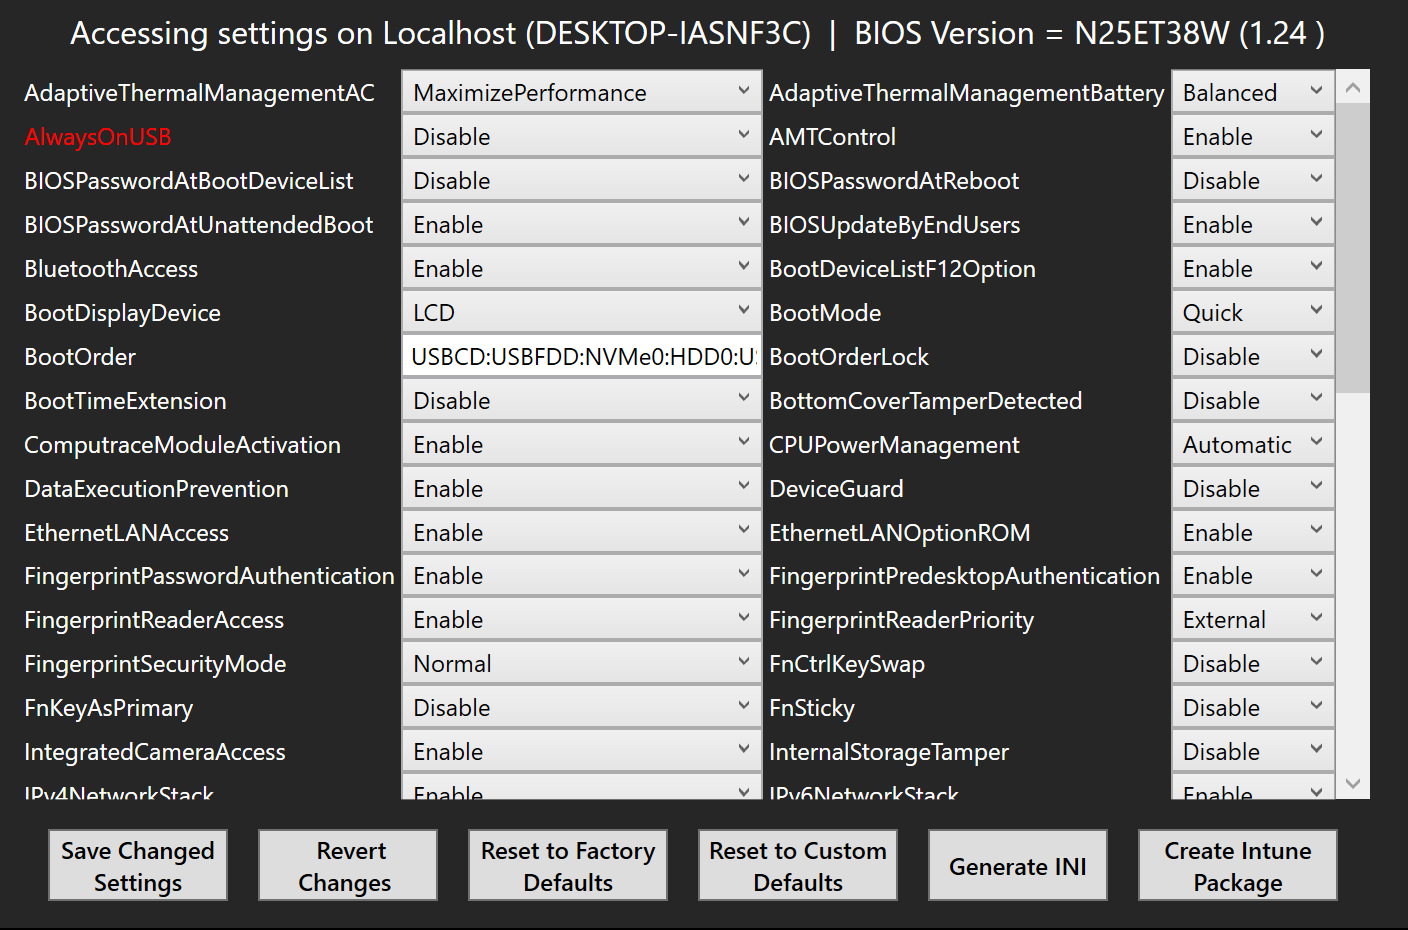 Accessing settings on Localhost (DESKTOP-IASNF3C) | BIOS Version = N25ET38W (1.24 )
AdaptiveThermalManagementAC MaximizePerformance AdaptiveThermalManagementBattery Balanced
AlwaysOnUSB Disable AMTControl Enable
BIOSPasswordAtBootDeviceList Disable BIOSPasswordAtReboot Disable
BIOSPasswordAtUnattendedBoot Enable BIOSUpdateByEndUsers Enable
BluetoothAccess Enable BootDeviceListF12Option Enable
BootDisplayDevice LCD BootMode Quick
BootOrder USBCD:USBFDD:NVMe0:HDD0:US BootOrderLock Disable
BootTimeExtension Disable BottomCoverTamperDetected Disable
ComputraceModuleActivation Enable CPUPowerManagement Automatic
DataExecutionPrevention Enable DeviceGuard Disable
EthernetLANAccess Enable EthernetLANOptionROM Enable
FingerprintPasswordAuthentication Enable FingerprintPredesktopAuthentication Enable
FingerprintReaderAccess Enable FingerprintReaderPriority External
FingerprintSecurityMode Normal FnCtrlKeySwap Disable
FnKeyAsPrimary Disable FnSticky Disable
IntegratedCameraAccess Enable InternalStorageTamper Disable
IPv4NetworkStack Enable IPv6NetworkStack Enable
Save Changed
Settings
Revert
Changes
Reset to Factory
Defaults
Reset to Custom
Defaults
Generate INI
Create Intune
Package